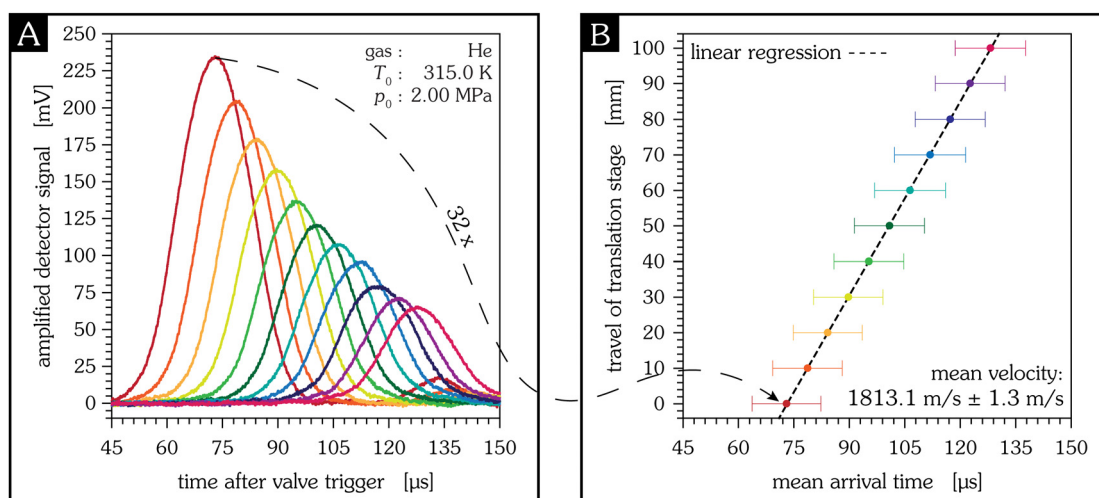 A
250
225
200
175
150
125
100
75
50
25
0
amplified detector signal [mV]
gas : He
T0 : 315.0 K
p0 : 2.00 MPa
32 x
45 60 75 90 105 120 135 150
time after valve trigger [µs]
B
100
90
80
70
60
50
40
30
20
10
0
travel of translation stage [mm]
linear regression
mean velocity:
1813.1 m/s ± 1.3 m/s
45 60 75 90 105 120 135 150
mean arrival time [µs]